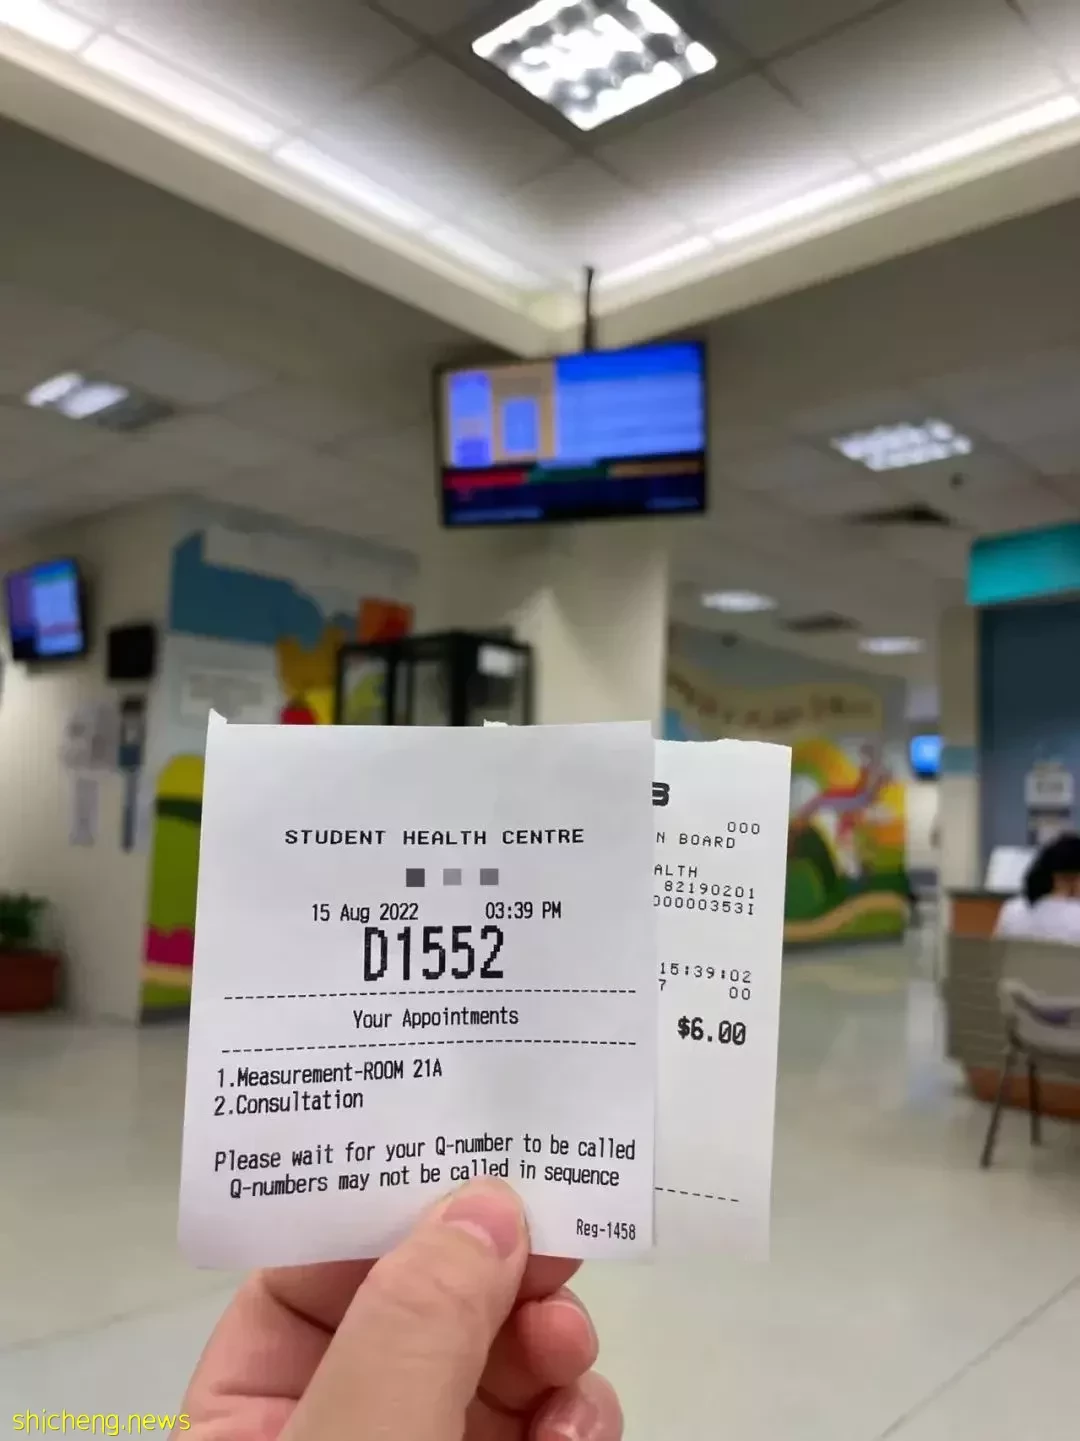 STUDENT HEALTH CENTRE
15 Aug 2022 03:39 PM
D1552
Your Appointments
1.Measurement-ROOM 21A
2.Consultation
Please wait for your Q-number to be called
Q-numbers may not be called in sequence
Reg-1458
000
N BOARD
ALTH
82190201
00000353I
15:39:02
7 00
$6.00
shicheng.news